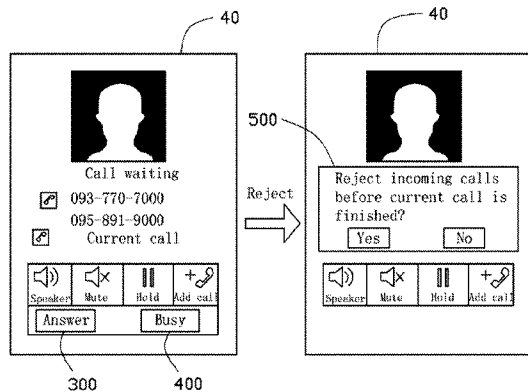 40
Call waiting
093-770-7000
095-891-9000
Current call
Speaker Mute Hold Add call
Answer Busy
300 400
Reject
40
500
Reject incoming calls
before current call is
finished?
Yes No
Speaker Mute Hold Add call